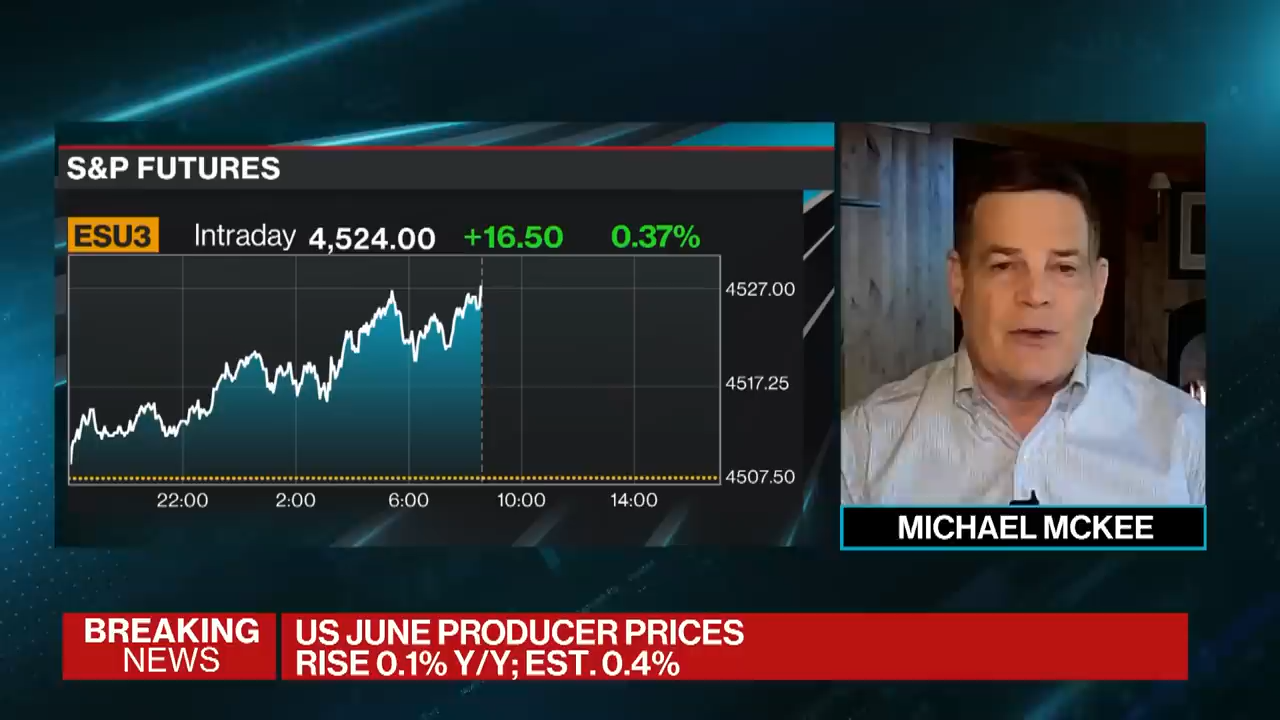 S&P FUTURES
ESU3 Intraday 4,524.00 +16.50 0.37%
4527.00
4517.25
4507.50
22:00 2:00 6:00 10:00 14:00
MICHAEL MCKEE
BREAKING
NEWS
US JUNE PRODUCER PRICES
RISE 0.1% Y/Y; EST. 0.4%